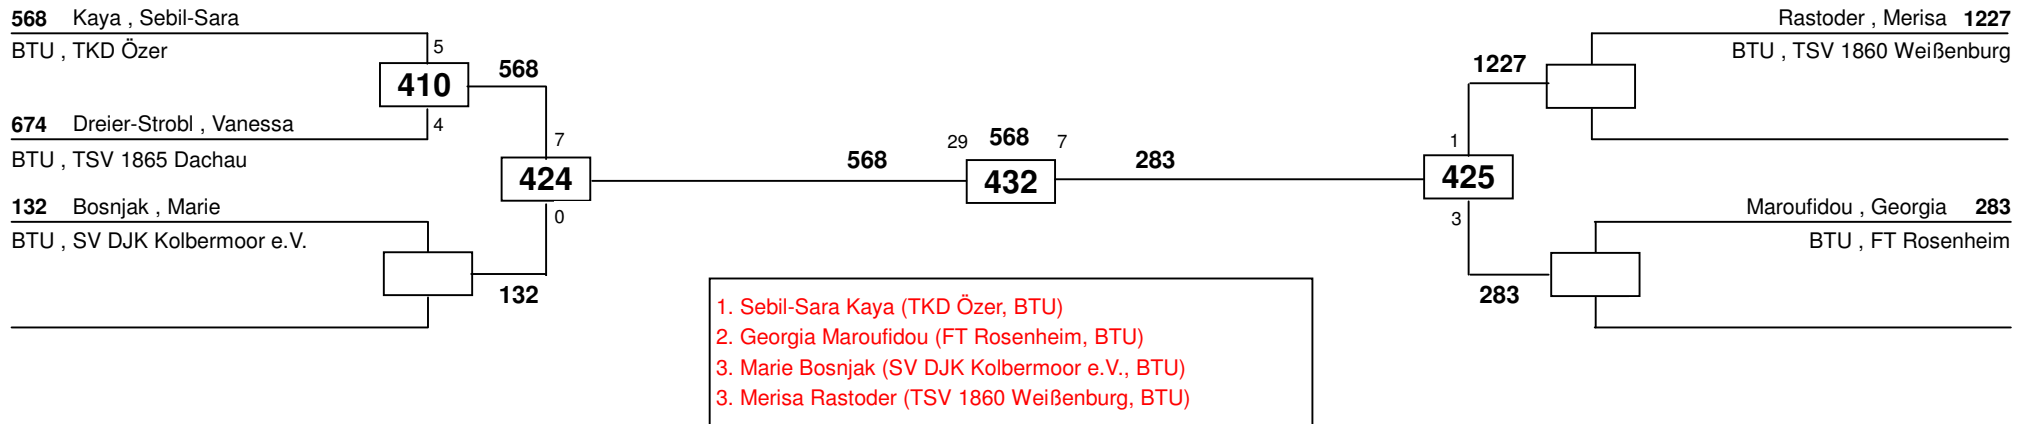 568 Kaya , Sebil-Sara
BTU , TKD Özer
5
410
568
4
674 Dreier-Strobl , Vanessa
BTU , TSV 1865 Dachau
7
424
0
132 Bosnjak , Marie
BTU , SV DJK Kolbermoor e.V.
132
568
29 568 7
432
283
Rastoder , Merisa 1227
BTU , TSV 1860 Weißenburg
1227
1
425
3
Maroufidou , Georgia 283
BTU , FT Rosenheim
283
1. Sebil-Sara Kaya (TKD Özer, BTU)
2. Georgia Maroufidou (FT Rosenheim, BTU)
3. Marie Bosnjak (SV DJK Kolbermoor e.V., BTU)
3. Merisa Rastoder (TSV 1860 Weißenburg, BTU)